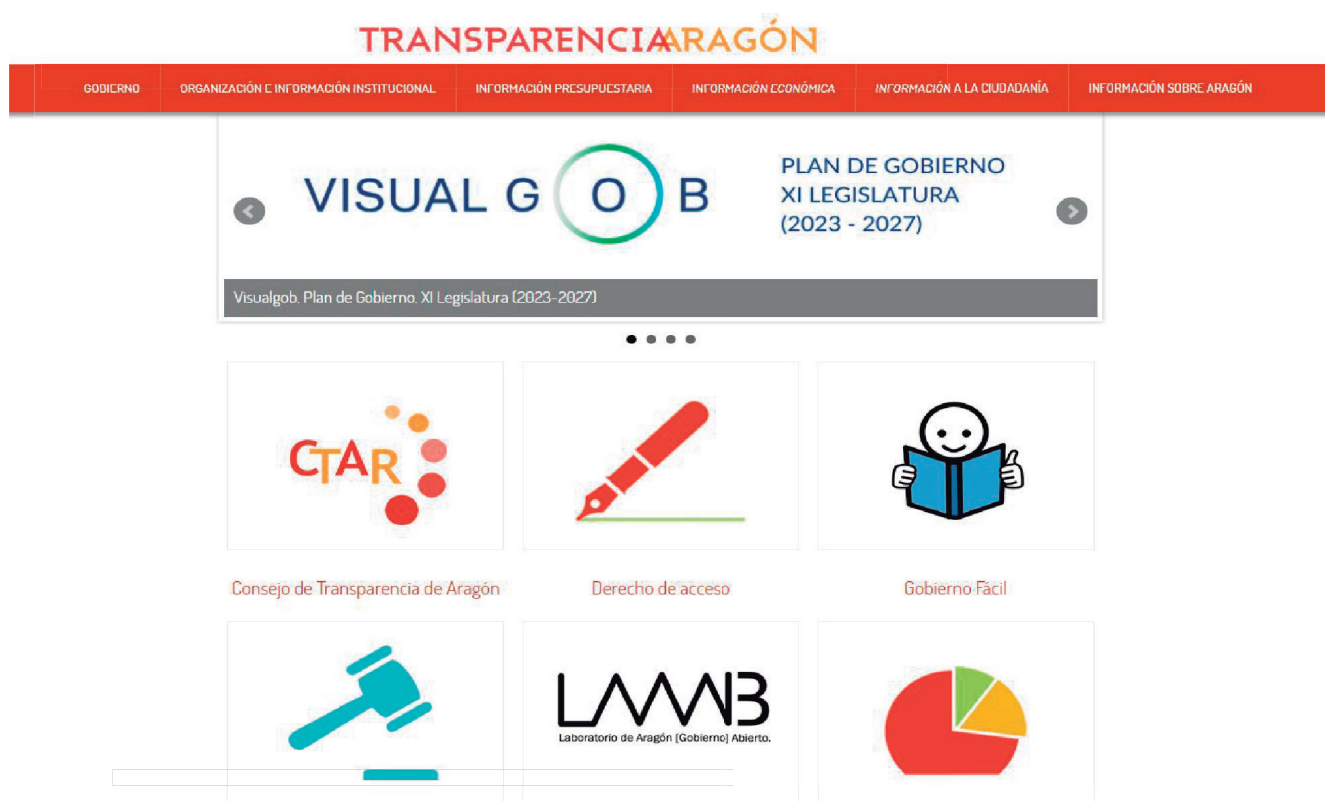 TRANSPARENCIAARAGÓN
GOBIERNO ORGANIZACIÓN E INFORMACIÓN INSTITUCIONAL INFORMACIÓN PRESUPUESTARIA INFORMACIÓN ECONÓMICA INFORMACIÓN A LA CIUDADANÍA INFORMACIÓN SOBRE ARAGÓN
VISUAL GOB
PLAN DE GOBIERNO
XI LEGISLATURA
(2023 - 2027)
Visualgob. Plan de Gobierno. XI Legislatura (2023-2027)
CTAR
Consejo de Transparencia de Aragón Derecho de acceso Gobierno Fácil
LAAAB
Laboratorio de Aragón [Gobierno] Abierto.